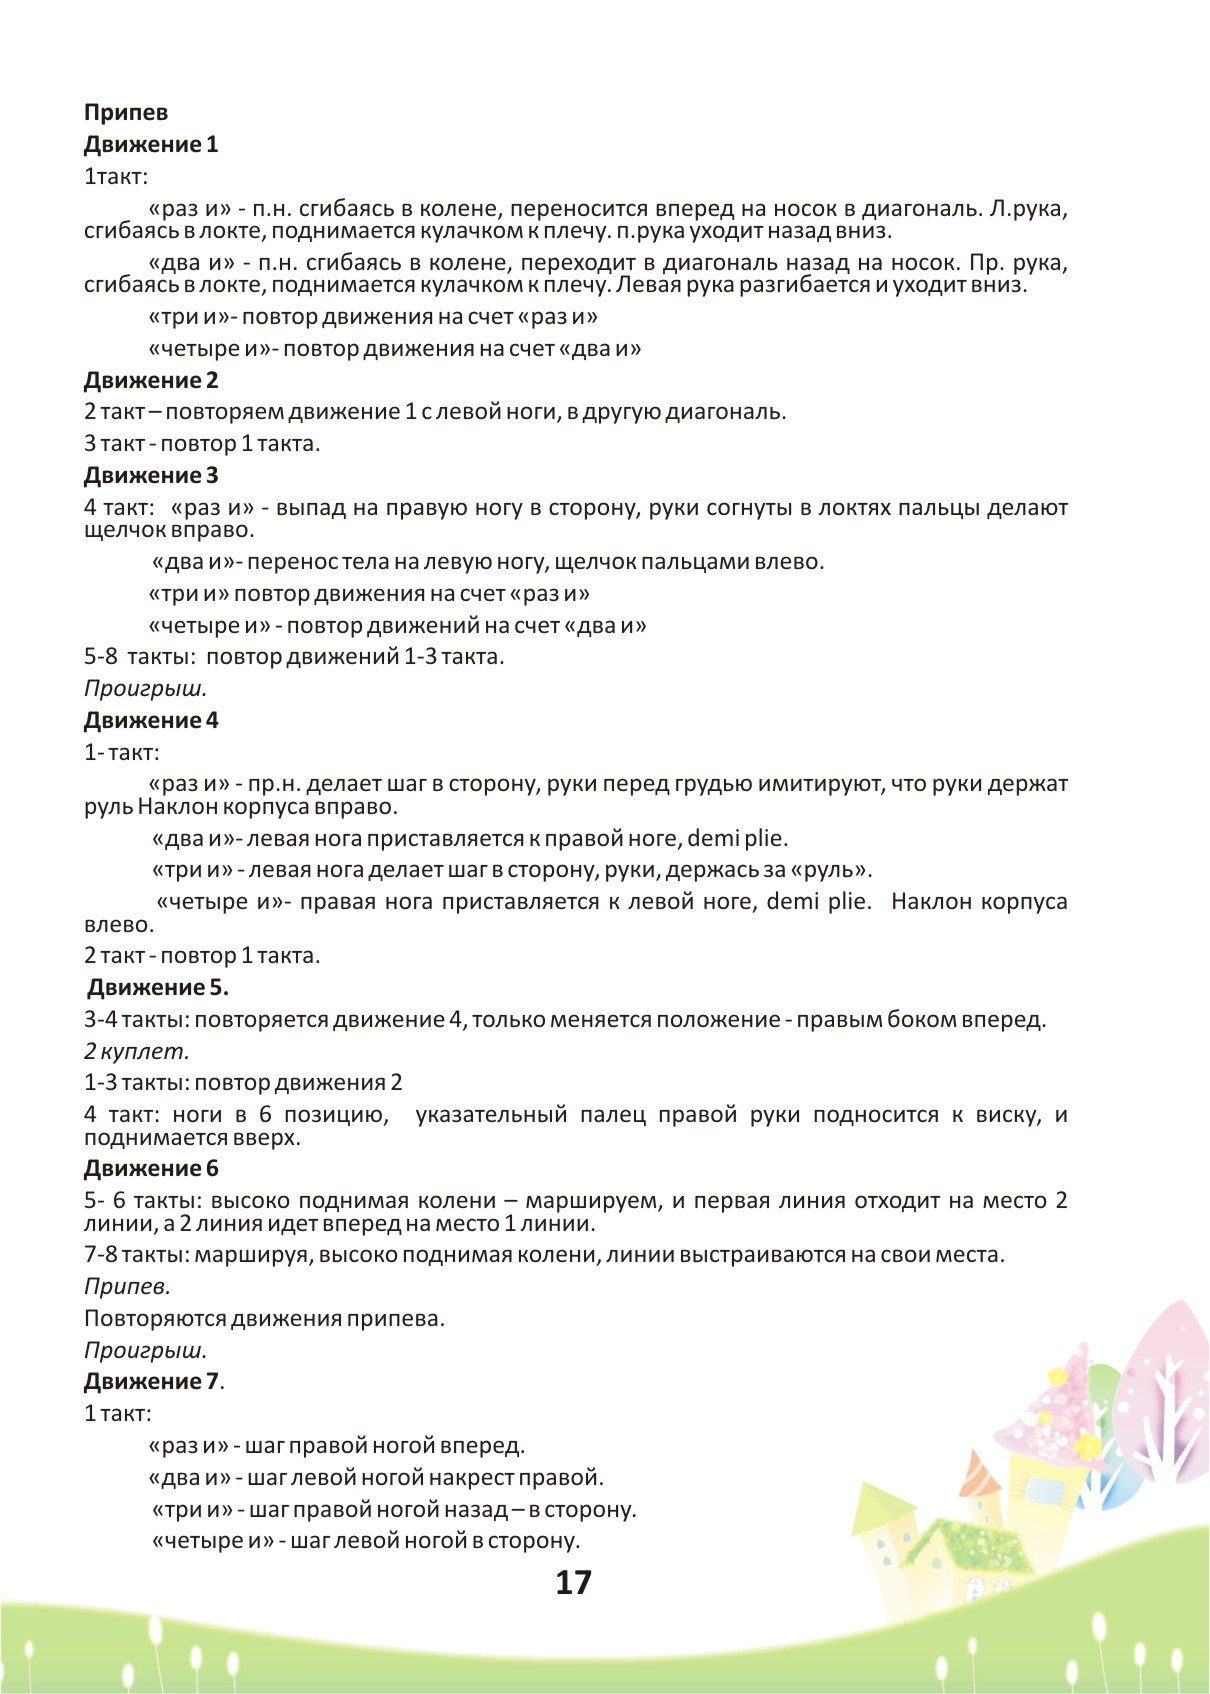 Припев
Движение 1
1такт:
«раз и» - п.н. сгибаясь в колене, переносится вперед на носок в диагональ. Л.рука,
сгибаясь в локте, поднимается кулачком к плечу. п.рука уходит назад вниз.
«два и» - п.н. сгибаясь в колене, переходит в диагональ назад на носок. Пр. рука,
сгибаясь в локте, поднимается кулачком к плечу. Левая рука разгибается и уходит вниз.
«три и»- повтор движения на счет «раз и»
«четыре и»- повтор движения на счет «два и»
Движение 2
2 такт – повторяем движение 1 с левой ноги, в другую диагональ.
3 такт - повтор 1 такта.
Движение 3
4 такт: «раз и» - выпад на правую ногу в сторону, руки согнуты в локтях пальцы делают
щелчок вправо.
«два и»- перенос тела на левую ногу, щелчок пальцами влево.
«три и» повтор движения на счет «раз и»
«четыре и» - повтор движений на счет «два и»
5-8 такты: повтор движений 1-3 такта.
Проигрыш.
Движение 4
1- такт:
«раз и» - пр.н. делает шаг в сторону, руки перед грудью имитируют, что руки держат
руль Наклон корпуса вправо.
«два и»- левая нога приставляется к правой ноге, demi plie.
«три и» - левая нога делает шаг в сторону, руки, держась за «руль».
«четыре и»- правая нога приставляется к левой ноге, demi plie. Наклон корпуса
влево.
2 такт - повтор 1 такта.
Движение 5.
3-4 такты: повторяется движение 4, только меняется положение - правым боком вперед.
2 куплет.
1-3 такты: повтор движения 2
4 такт: ноги в 6 позицию, указательный палец правой руки подносится к виску, и
поднимается вверх.
Движение 6
5- 6 такты: высоко поднимая колени – маршируем, и первая линия отходит на место 2
линии, а 2 линия идет вперед на место 1 линии.
7-8 такты: маршируя, высоко поднимая колени, линии выстраиваются на свои места.
Припев.
Повторяются движения припева.
Проигрыш.
Движение 7.
1 такт:
«раз и» - шаг правой ногой вперед.
«два и» - шаг левой ногой накрест правой.
«три и» - шаг правой ногой назад – в сторону.
«четыре и» - шаг левой ногой в сторону.
17